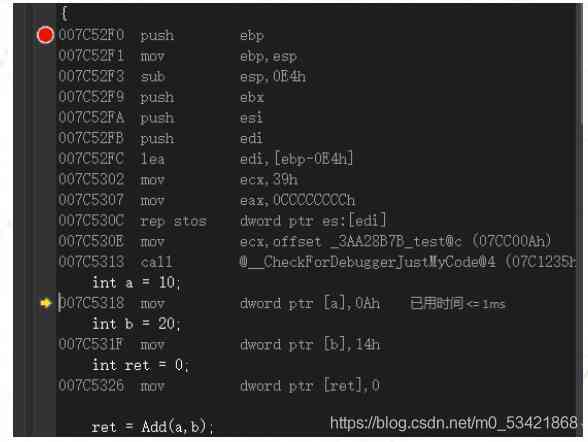 {
007C52F0 push ebp
007C52F1 mov ebp,esp
007C52F3 sub esp,0E4h
007C52F9 push ebx
007C52FA push esi
007C52FB push edi
007C52FC lea edi,[ebp-0E4h]
007C5302 mov ecx,39h
007C5307 mov eax,0CCCCCCCCh
007C530C rep stos dword ptr es:[edi]
007C530E mov ecx,offset _3AA28B7B_test@c (07CC00Ah)
007C5313 call @__CheckForDebuggerJustMyCode@4 (07C1235h
int a = 10;
007C5318 mov dword ptr [a],0Ah 已用时间 <= 1ms
int b = 20;
007C531F mov dword ptr [b],14h
int ret = 0;
007C5326 mov dword ptr [ret],0
ret = Add(a,b);
https://blog.csdn.net/m0_53421868